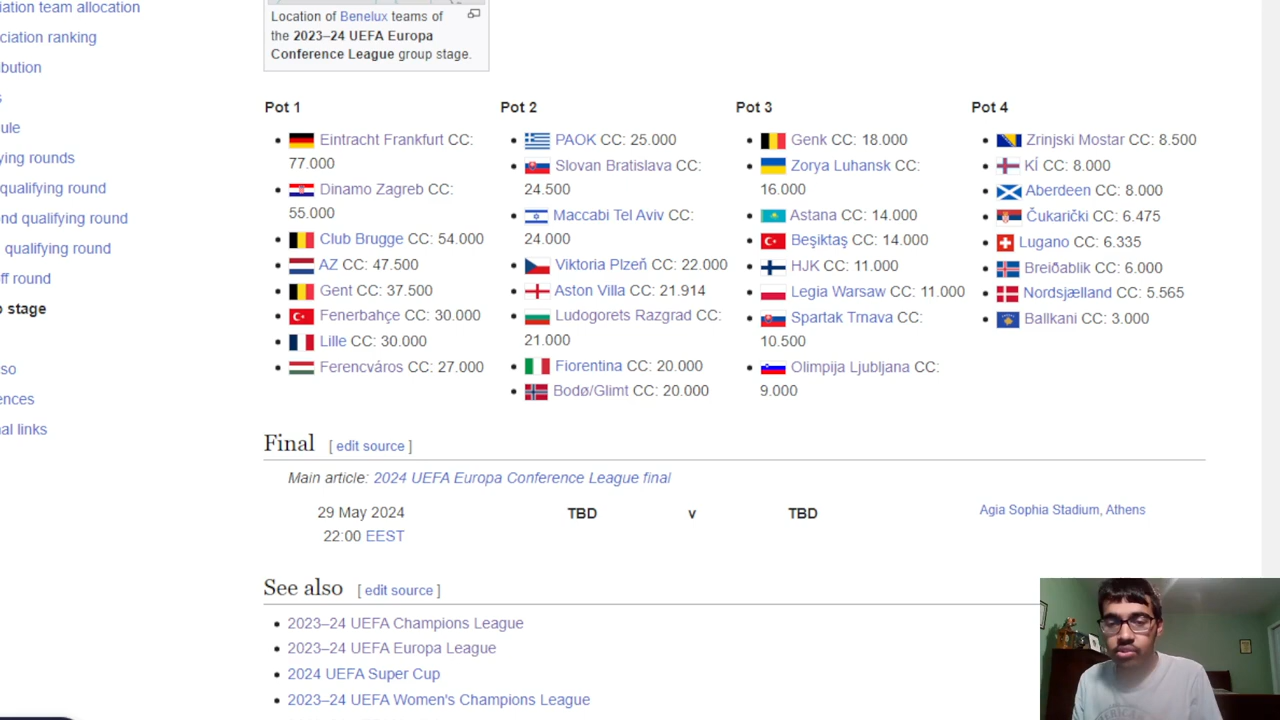 iation team allocation
ciation ranking
bution
s
ule
ying rounds
qualifying round
nd qualifying round
qualifying round
ff round
p stage
so
ences
al links
Location of Benelux teams of
the 2023–24 UEFA Europa
Conference League group stage.
Pot 1
Eintracht Frankfurt CC:
77.000
Dinamo Zagreb CC:
55.000
Club Brugge CC: 54.000
AZ CC: 47.500
Gent CC: 37.500
Fenerbahçe CC: 30.000
Lille CC: 30.000
Ferencváros CC: 27.000
Pot 2
PAOK CC: 25.000
Slovan Bratislava CC:
24.500
Maccabi Tel Aviv CC:
24.000
Viktoria Plzeň CC: 22.000
Aston Villa CC: 21.914
Ludogorets Razgrad CC:
21.000
Fiorentina CC: 20.000
Bodø/Glimt CC: 20.000
Pot 3
Genk CC: 18.000
Zorya Luhansk CC:
16.000
Astana CC: 14.000
Beşiktaş CC: 14.000
HJK CC: 11.000
Legia Warsaw CC: 11.000
Spartak Trnava CC:
10.500
Olimpija Ljubljana CC:
9.000
Pot 4
Zrinjski Mostar CC: 8.500
KÍ CC: 8.000
Aberdeen CC: 8.000
Čukarički CC: 6.475
Lugano CC: 6.335
Breiðablik CC: 6.000
Nordsjælland CC: 5.565
Ballkani CC: 3.000
Final [ edit source ]
Main article: 2024 UEFA Europa Conference League final
29 May 2024 TBD v TBD Agia Sophia Stadium, Athens
22:00 EEST
See also [ edit source ]
2023–24 UEFA Champions League
2023–24 UEFA Europa League
2024 UEFA Super Cup
2023–24 UEFA Women's Champions League